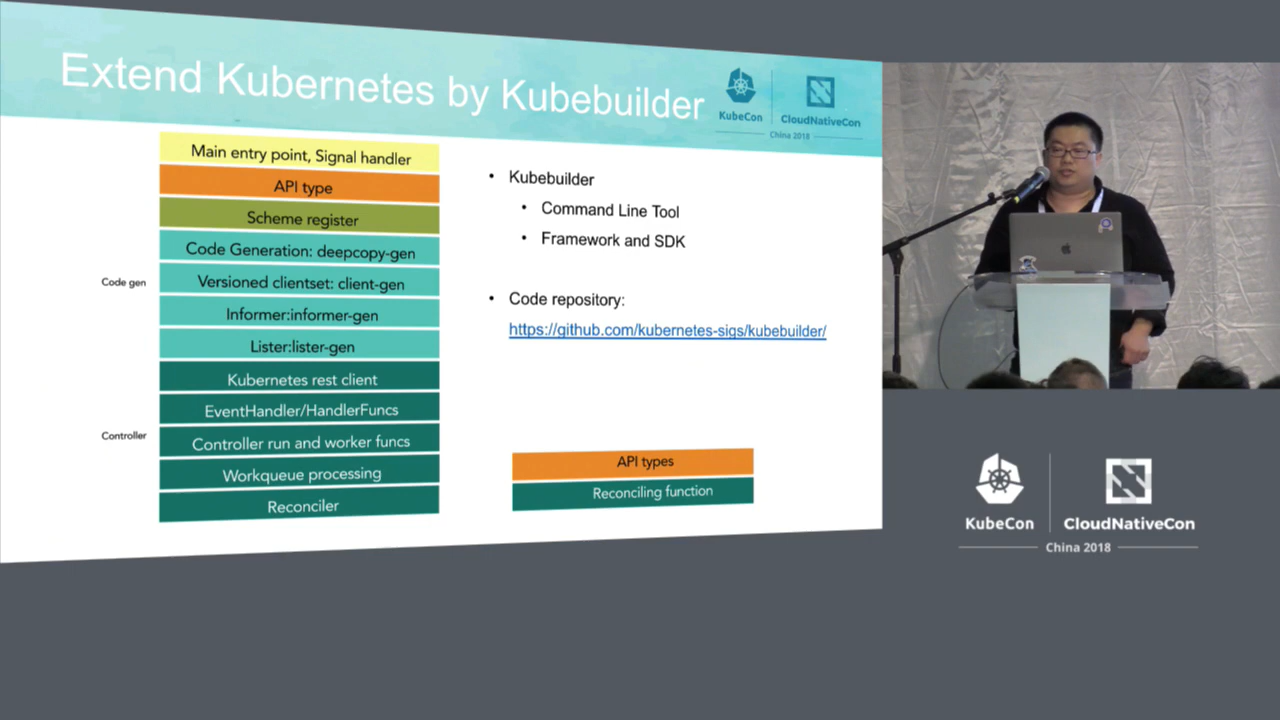 Extend Kubernetes by Kubebuilder
KubeCon
CloudNativeCon
China 2018
Main entry point, Signal handler
API type
Scheme register
Code Generation: deepcopy-gen
Code gen
Versioned clientset: client-gen
Informer:informer-gen
Lister:lister-gen
Kubernetes rest client
EventHandler/HandlerFuncs
Controller
Controller run and worker funcs
Workqueue processing
Reconciler
• Kubebuilder
• Command Line Tool
• Framework and SDK
• Code repository:
https://github.com/kubernetes-sigs/kubebuilder/
API types
Reconciling function
KubeCon
CloudNativeCon
China 2018